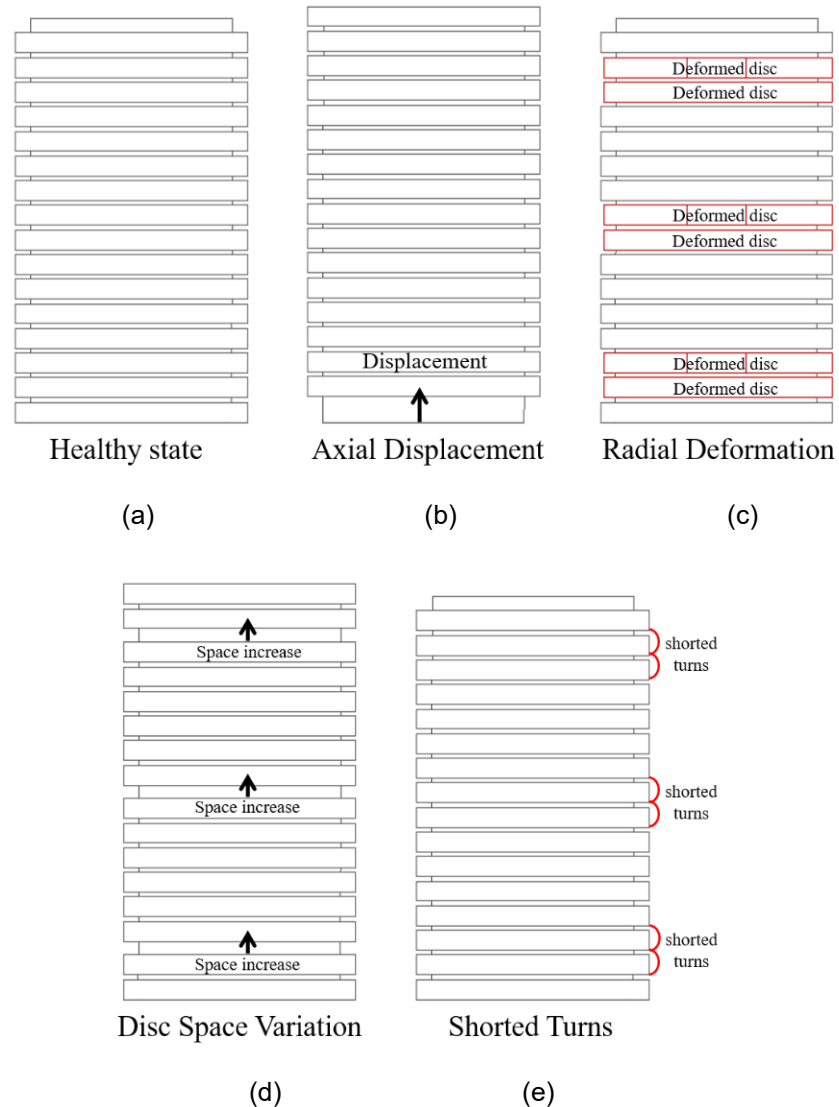 Healthy state
(a)
Displacement
Axial Displacement
(b)
Deformed disc
Deformed disc
Deformed disc
Deformed disc
Deformed disc
Deformed disc
Radial Deformation
(c)
Space increase
Space increase
Space increase
Disc Space Variation
(d)
shorted
turns
shorted
turns
shorted
turns
Shorted Turns
(e)